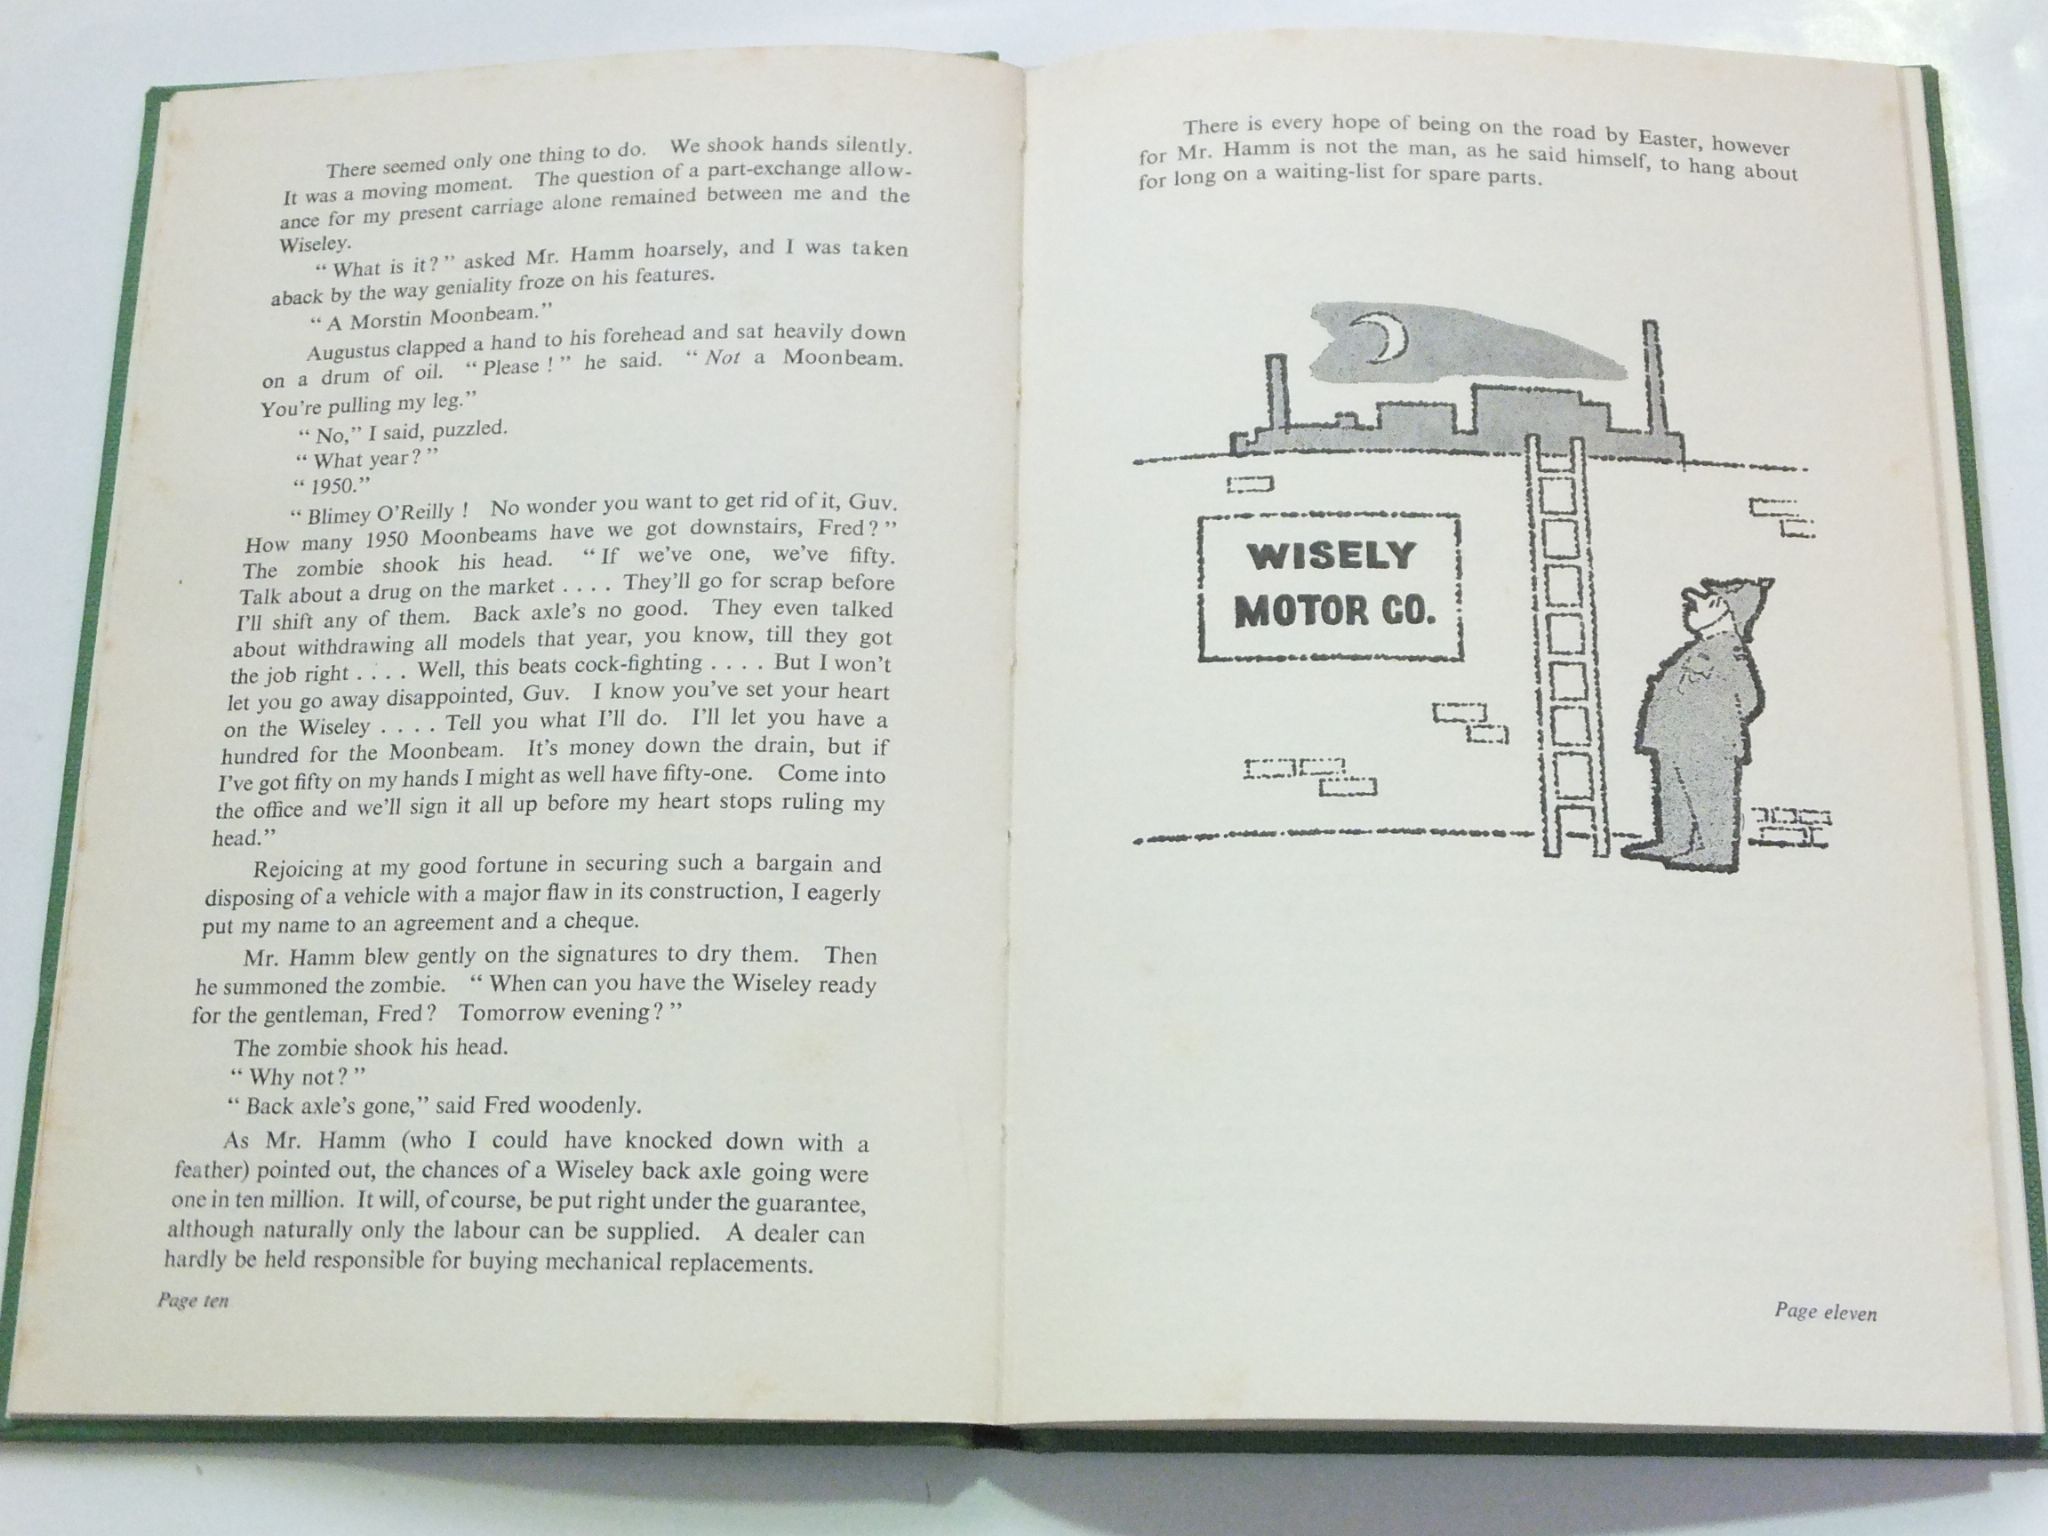 There seemed only one thing to do. We shook hands silently.
It was a moving moment. The question of a part-exchange allow-
ance for my present carriage alone remained between me and the
Wiseley.
“What is it?” asked Mr. Hamm hoarsely, and I was taken
aback by the way geniality froze on his features.
“A Morstin Moonbeam.”
Augustus clapped a hand to his forehead and sat heavily down
on a drum of oil. “Please!” he said. “Not a Moonbeam.
You're pulling my leg.”
“No,” I said, puzzled.
“What year?”
“1950.”
“Blimey O'Reilly! No wonder you want to get rid of it, Guv.
How many 1950 Moonbeams have we got downstairs, Fred?”
The zombie shook his head. “If we've one, we've fifty.
Talk about a drug on the market . . . . They'll go for scrap before
I'll shift any of them. Back axle's no good. They even talked
about withdrawing all models that year, you know, till they got
the job right . . . . Well, this beats cock-fighting . . . . But I won't
let you go away disappointed, Guv. I know you've set your heart
on the Wiseley . . . . Tell you what I'll do. I'll let you have a
hundred for the Moonbeam. It's money down the drain, but if
I've got fifty on my hands I might as well have fifty-one. Come into
the office and we'll sign it all up before my heart stops ruling my
head.”
Rejoicing at my good fortune in securing such a bargain and
disposing of a vehicle with a major flaw in its construction, I eagerly
put my name to an agreement and a cheque.
Mr. Hamm blew gently on the signatures to dry them. Then
he summoned the zombie. “When can you have the Wiseley ready
for the gentleman, Fred? Tomorrow evening?”
The zombie shook his head.
“Why not?”
“Back axle's gone,” said Fred woodenly.
As Mr. Hamm (who I could have knocked down with a
feather) pointed out, the chances of a Wiseley back axle going were
one in ten million. It will, of course, be put right under the guarantee,
although naturally only the labour can be supplied. A dealer can
hardly be held responsible for buying mechanical replacements.
Page ten
There is every hope of being on the road by Easter, however
for Mr. Hamm is not the man, as he said himself, to hang about
for long on a waiting-list for spare parts.
WISELY
MOTOR CO.
Page eleven